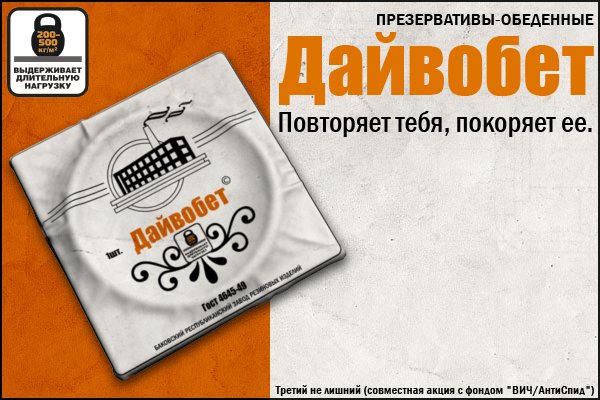 200-
500
КГ/М²
ВЫДЕРЖИВАЕТ
ДЛИТЕЛЬНУЮ
НАГРУЗКУ
ПРЕЗЕРВАТИВЫ-ОБЕДЕННЫЕ
Дайвобет
Повторяет тебя, покоряет ее.
Дайвобет ©
1шт.
Гост 4645-49
БАКОВСКИЙ РЕСПУБЛИКАНСКИЙ ЗАВОД РЕЗИНОВЫХ ИЗДЕЛИЙ
Третий не лишний (совместная акция с фондом "ВИЧ/АнтиСпид")